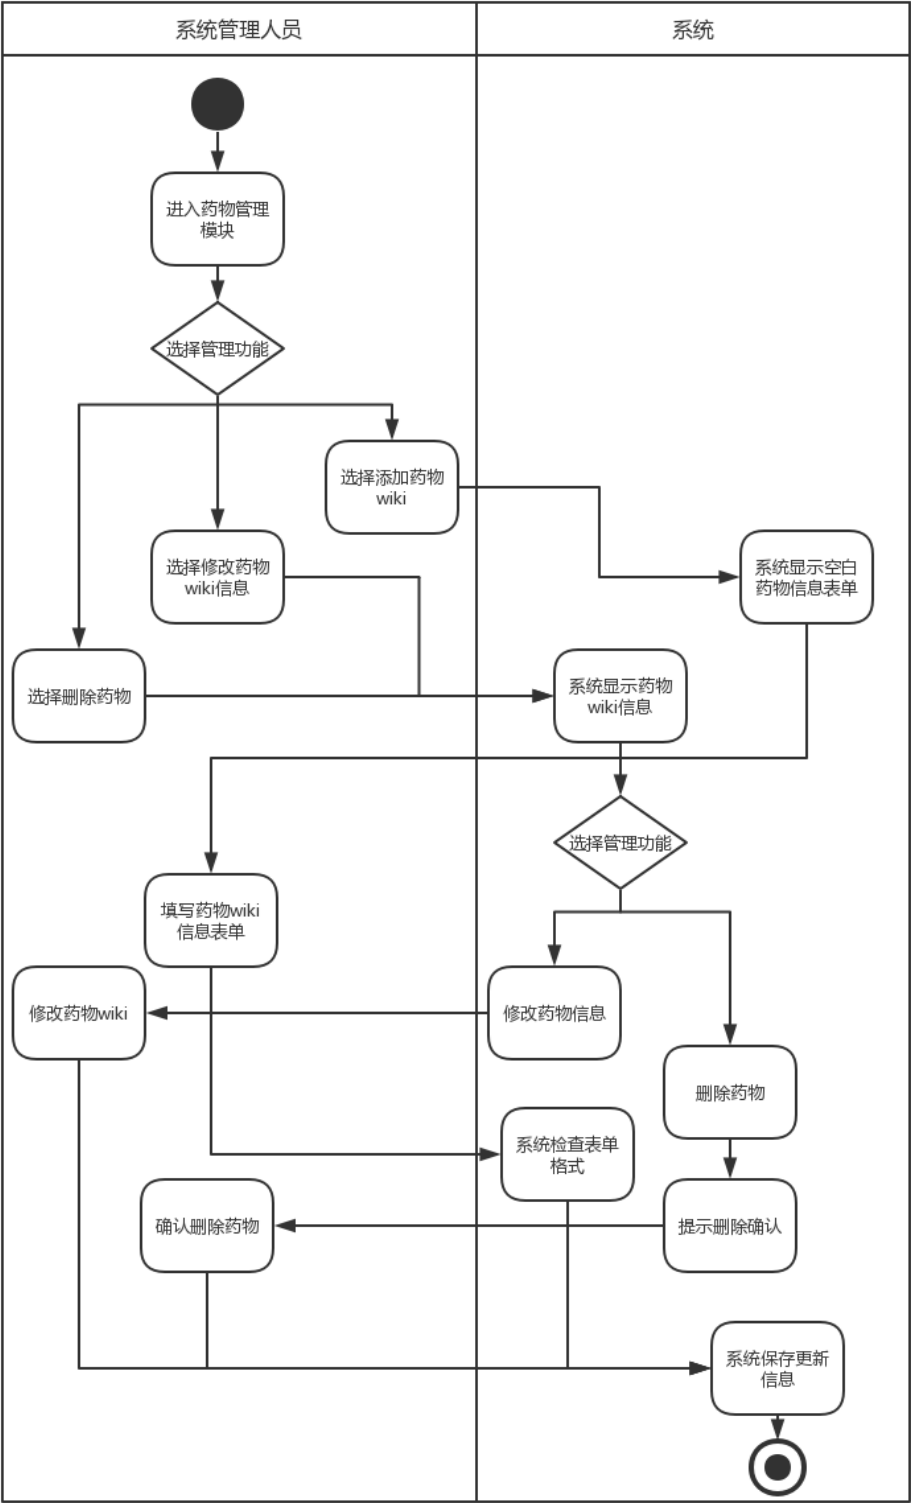 系统管理人员
系统
进入药物管理
模块
选择管理功能
选择添加药物
wiki
选择修改药物
wiki信息
系统显示空白
药物信息表单
选择删除药物
系统显示药物
wiki信息
选择管理功能
填写药物wiki
信息表单
修改药物wiki
修改药物信息
删除药物
系统检查表单
格式
确认删除药物
提示删除确认
系统保存更新
信息